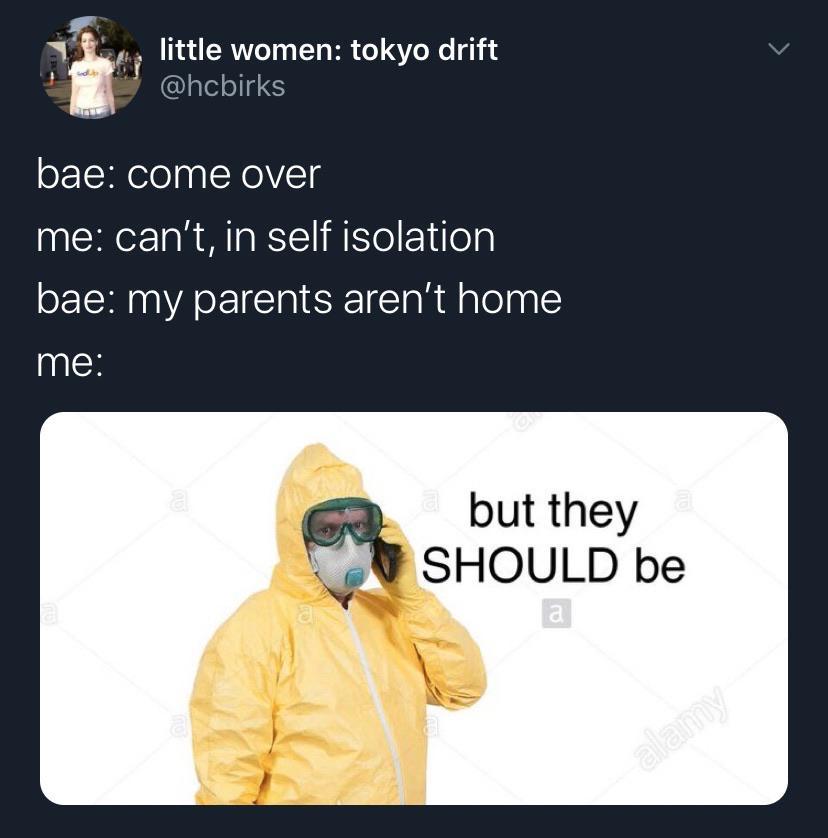 little women: tokyo drift
@hcbirks
bae: come over
me: can’t, in self isolation
bae: my parents aren’t home
me:
but they
SHOULD be
a
a
a
a
a
a
a
a
alamy